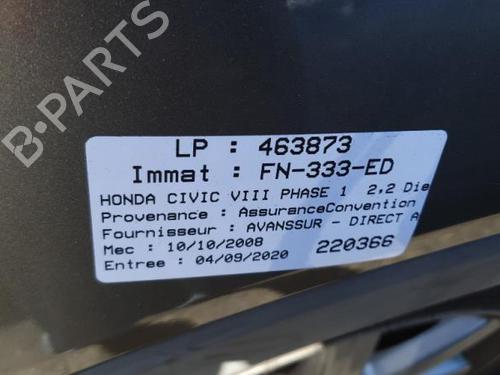 LP : 463873
Immat : FN-333-ED
HONDA CIVIC VIII PHASE 1 2,2 Die
Provenance : AssuranceConvention
Fournisseur : AVANSSUR - DIRECT A
Mec : 10/10/2008
Entree : 04/09/2020 220366
B-PARTS